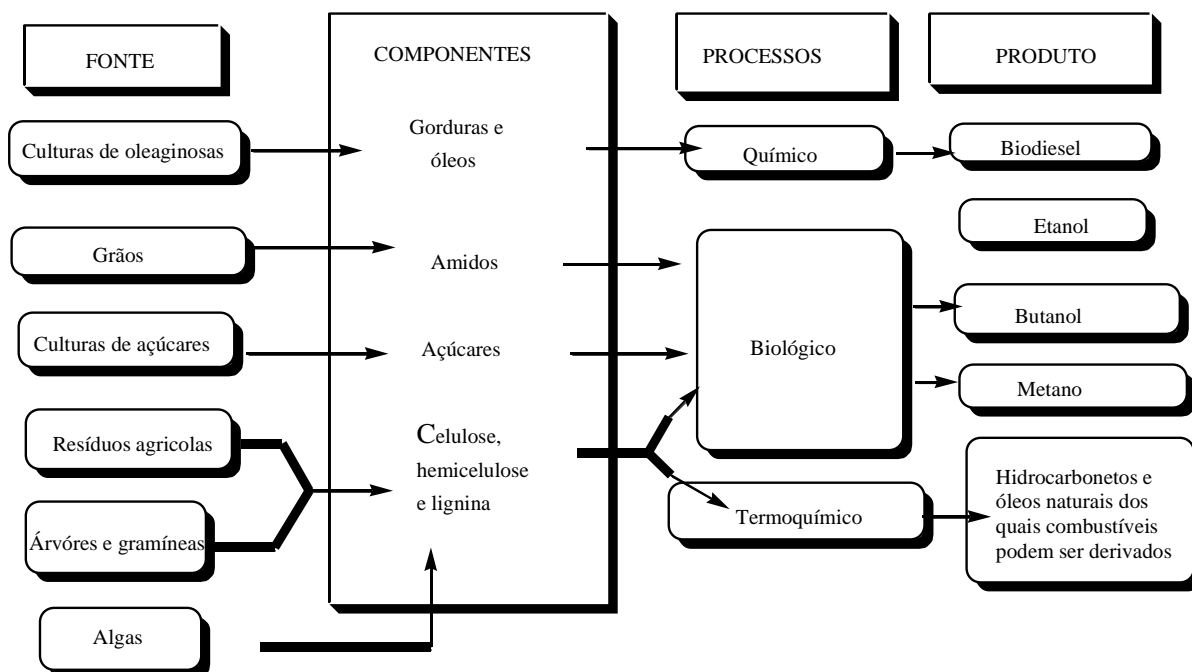 FONTE
COMPONENTES
PROCESSOS
PRODUTO
Culturas de oleaginosas
Gorduras e
óleos
Químico
Biodiesel
Grãos
Amidos
Etanol
Culturas de açúcares
Açúcares
Biológico
Butanol
Metano
Resíduos agricolas
Celulose,
hemicelulose
e lignina
Árvóres e gramíneas
Termoquímico
Hidrocarbonetos e
óleos naturais dos
quais combustíveis
podem ser derivados
Algas